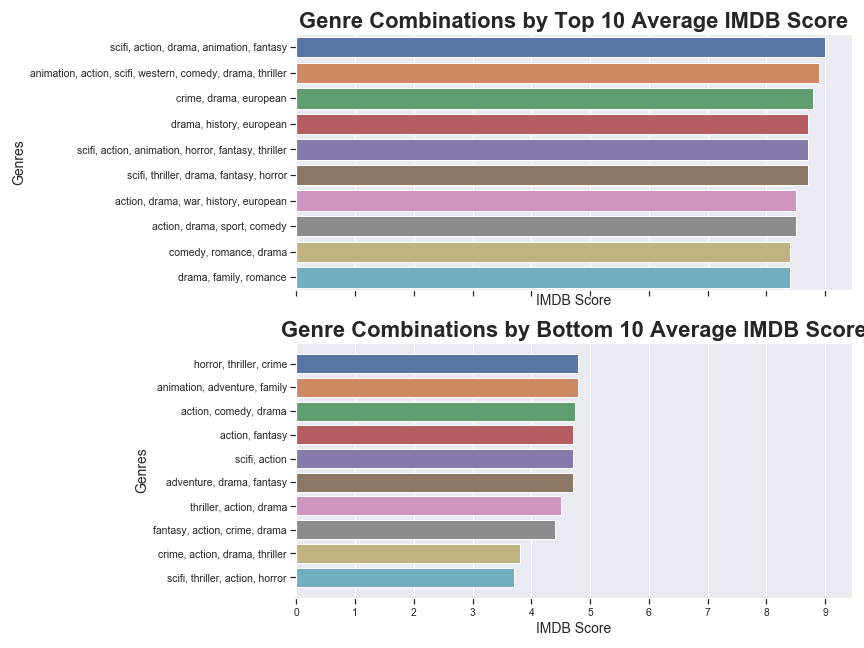 Genre Combinations by Top 10 Average IMDB Score
scifi, action, drama, animation, fantasy
animation, action, scifi, western, comedy, drama, thriller
crime, drama, european
drama, history, european
scifi, action, animation, horror, fantasy, thriller
scifi, thriller, drama, fantasy, horror
action, drama, war, history, european
action, drama, sport, comedy
comedy, romance, drama
drama, family, romance
Genres
IMDB Score
Genre Combinations by Bottom 10 Average IMDB Score
horror, thriller, crime
animation, adventure, family
action, comedy, drama
action, fantasy
scifi, action
adventure, drama, fantasy
thriller, action, drama
fantasy, action, crime, drama
crime, action, drama, thriller
scifi, thriller, action, horror
Genres
0 1 2 3 4 5 6 7 8 9
IMDB Score